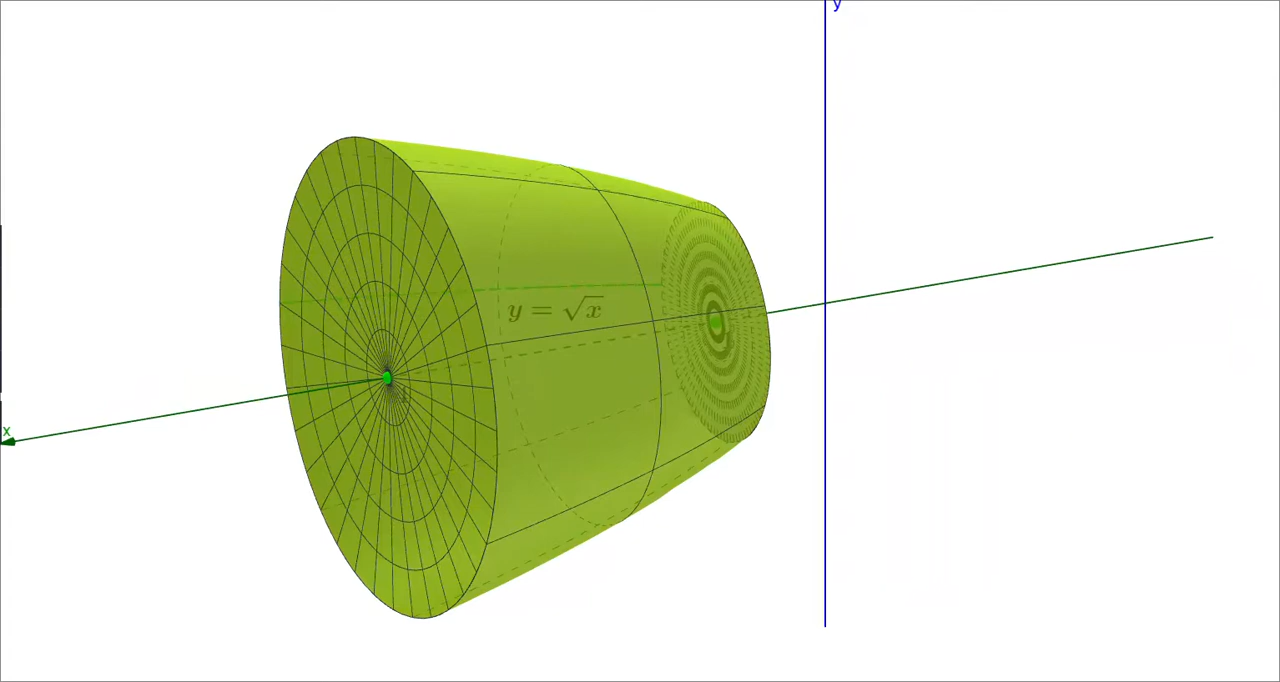 y
y = √x
x